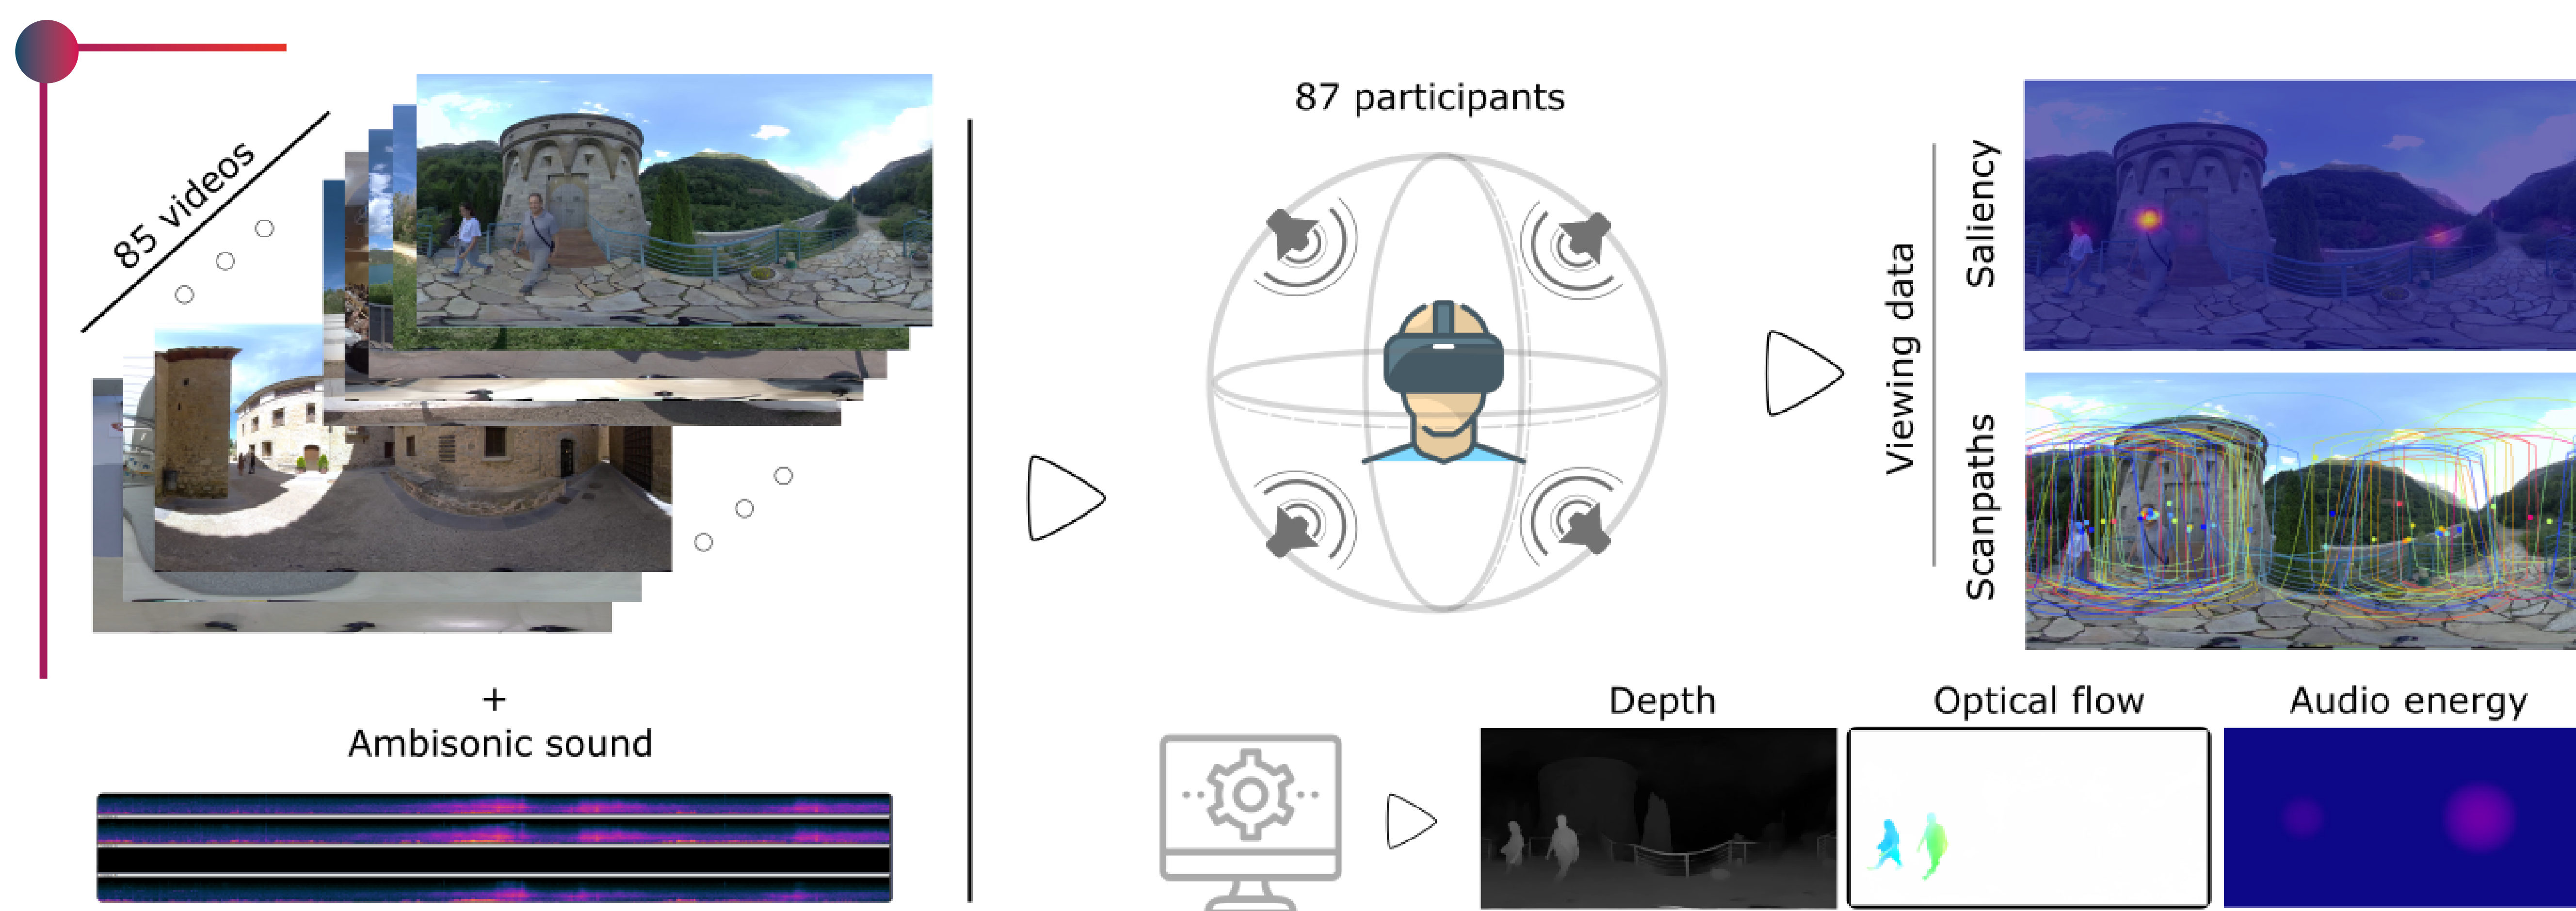 85 videos
+
Ambisonic sound
87 participants
Viewing data
Saliency
Scanpaths
Depth
Optical flow
Audio energy